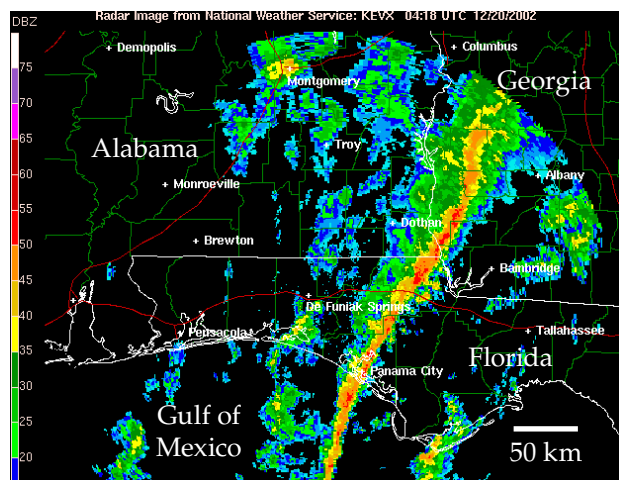 Radar Image from National Weather Service: KEVX 04:18 UTC 12/20/2002
DBZ
Demopolis
Columbus
75
Montgomery
Georgia
70
65
Alabama
Troy
60
Albany
Monroeville
55
Dothan
50
Brewton
45
Bambridge
40
De Funiak Springs
35
Pensacola
Tallahassee
30
Florida
Panama City
25
Gulf of
Mexico
50 km
20